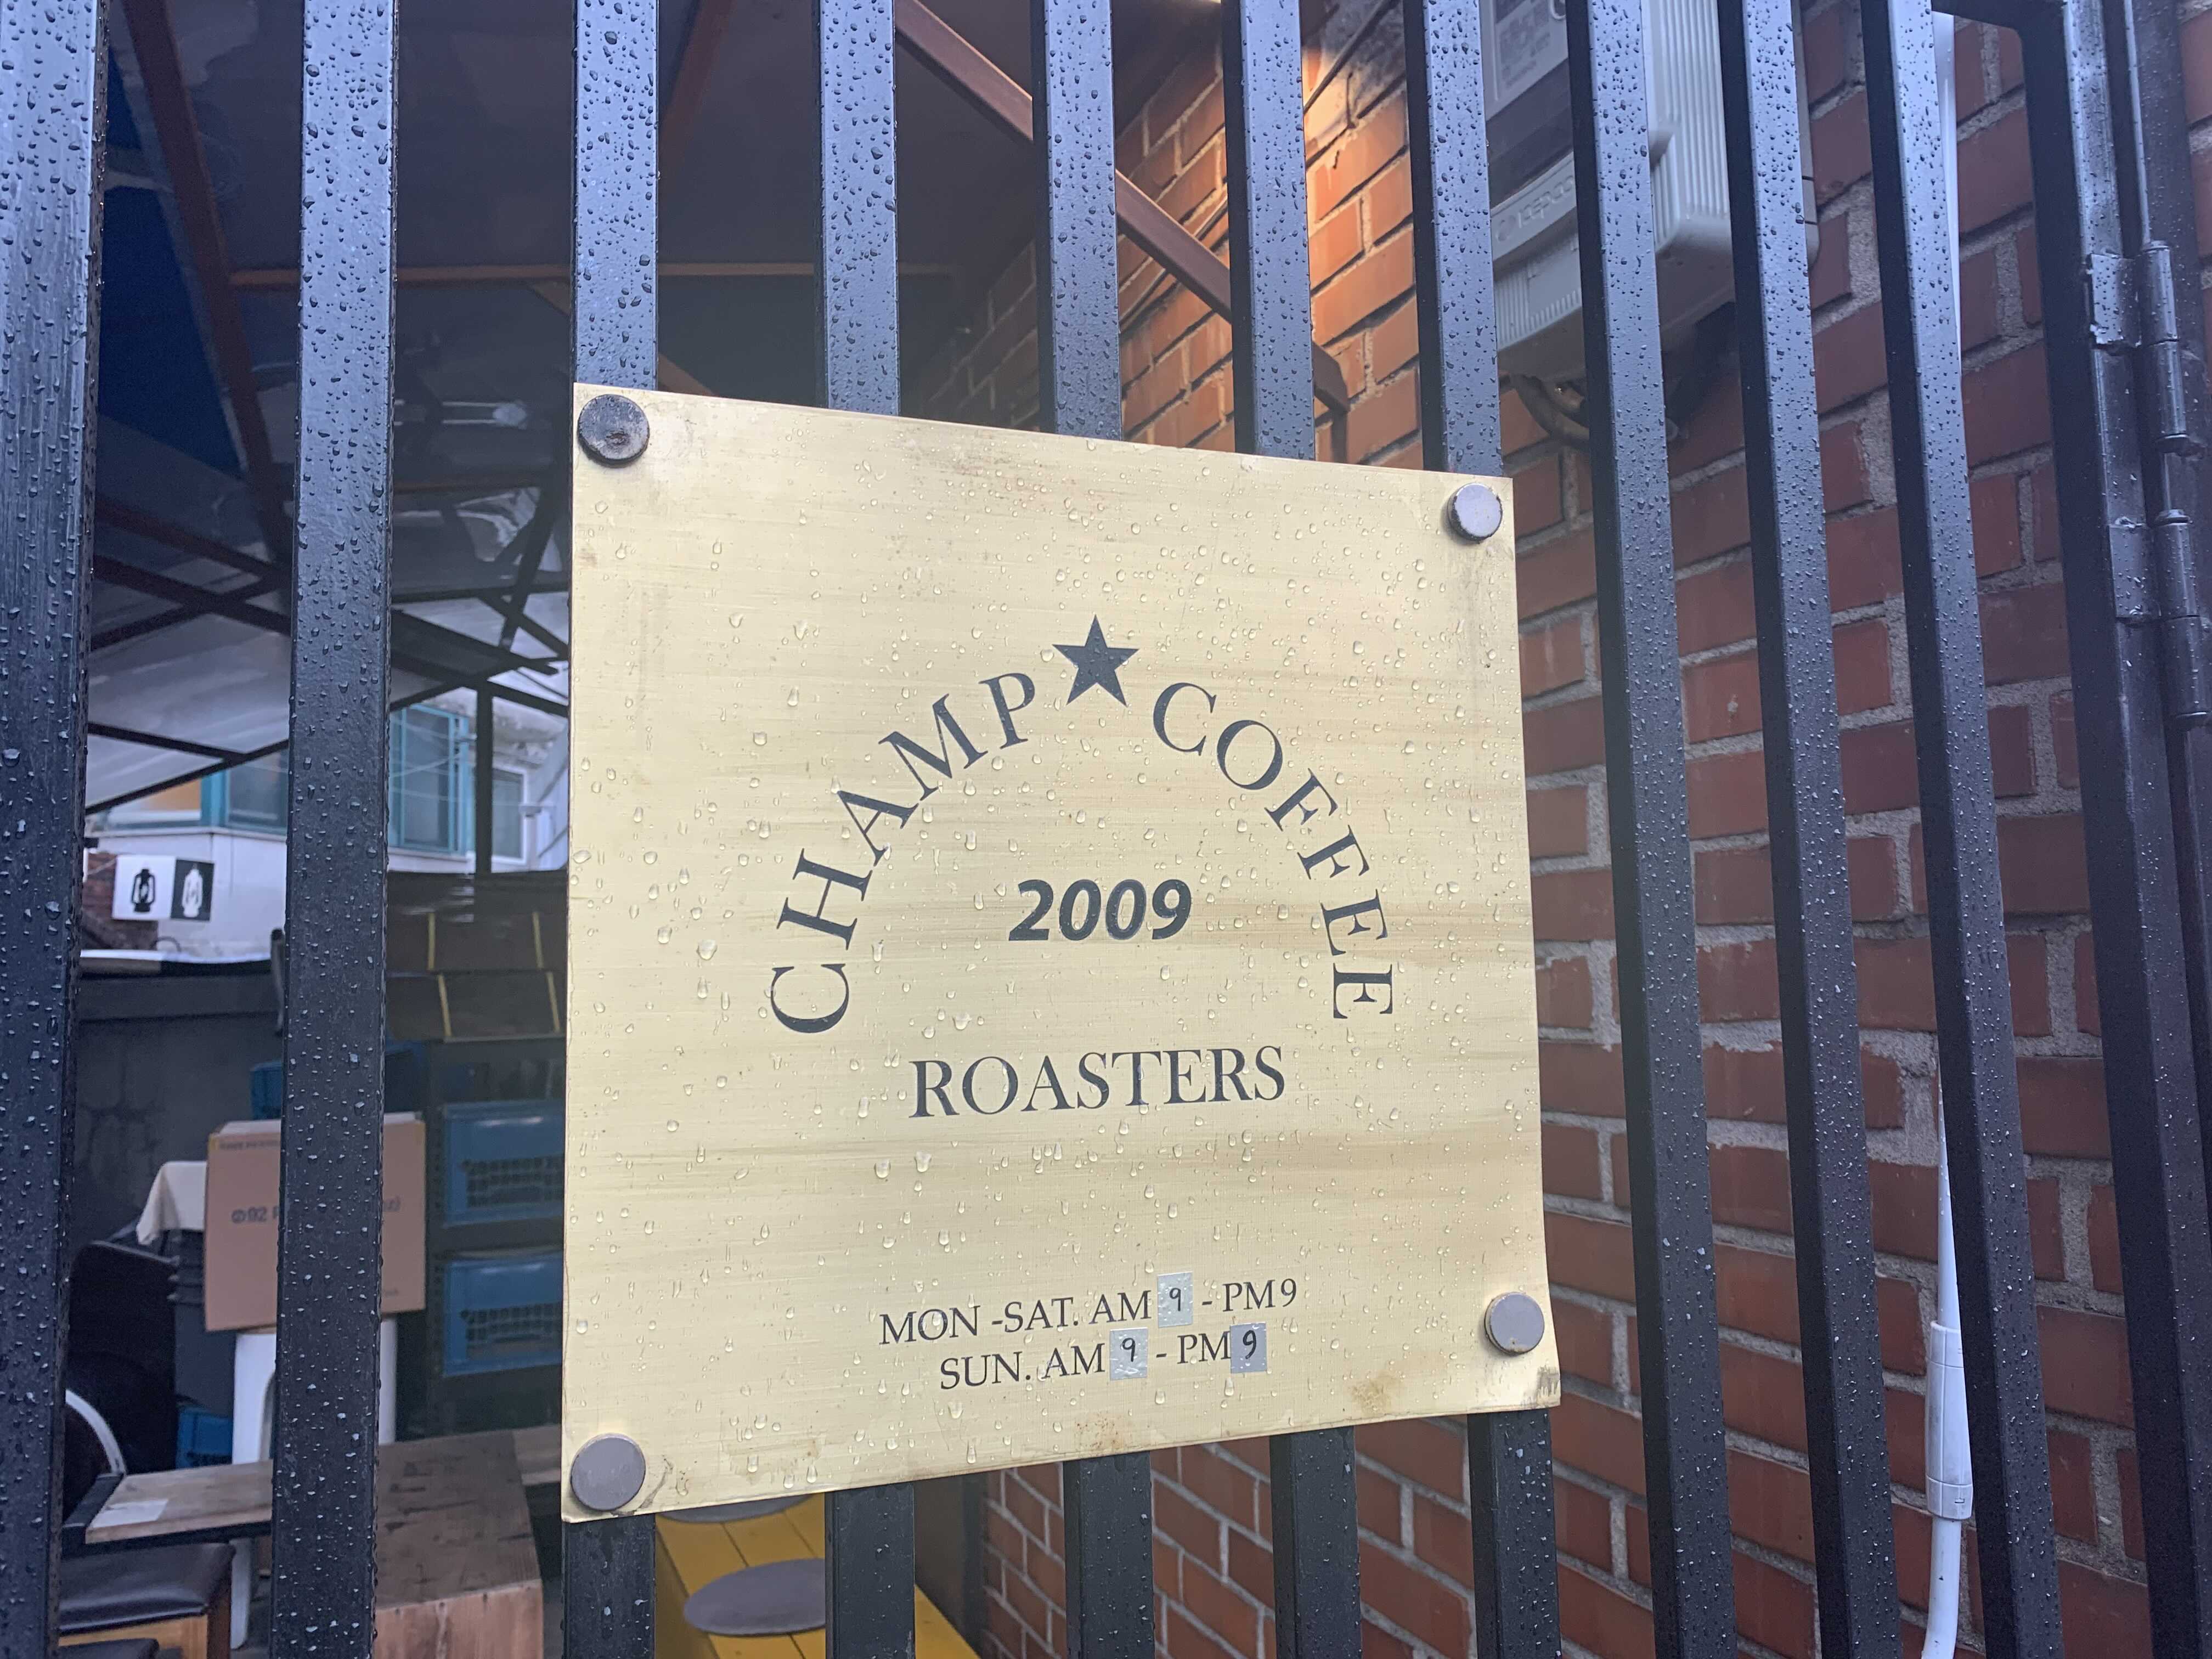 CHAMP★COFFEE
2009
ROASTERS
MON -SAT. AM 9 - PM9
SUN. AM 9 - PM 9